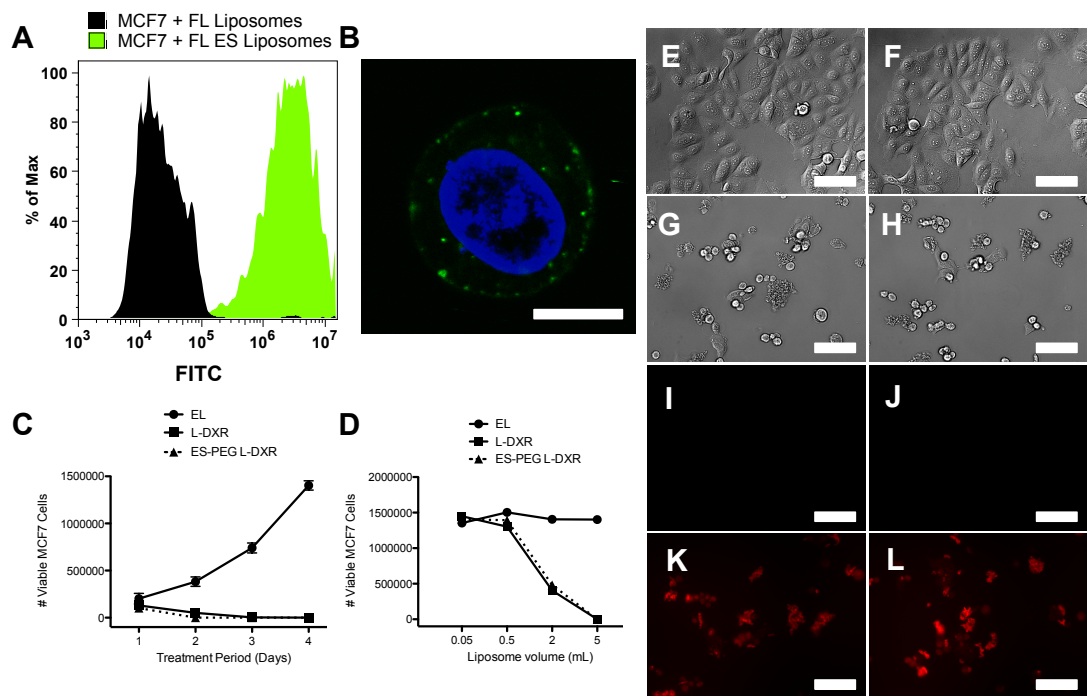 MCF7 + FL Liposomes
MCF7 + FL ES Liposomes
A
% of Max
100
80
60
40
20
0
10³ 10⁴ 10⁵ 10⁶ 10⁷
FITC
B
C
EL
L-DXR
ES-PEG L-DXR
# Viable MCF7 Cells
1500000
1000000
500000
0
1 2 3 4
Treatment Period (Days)
D
EL
L-DXR
ES-PEG L-DXR
# Viable MCF7 Cells
2000000
1500000
1000000
500000
0
0.05 0.5 2 5
Liposome volume (mL)
E
F
G
H
I
J
K
L